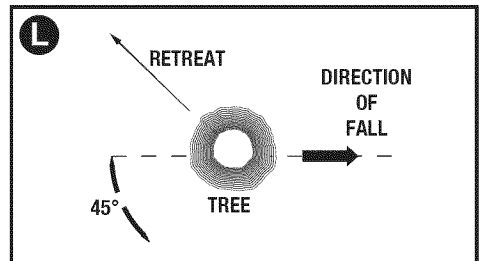 L
RETREAT
DIRECTION
OF
FALL
45°
TREE